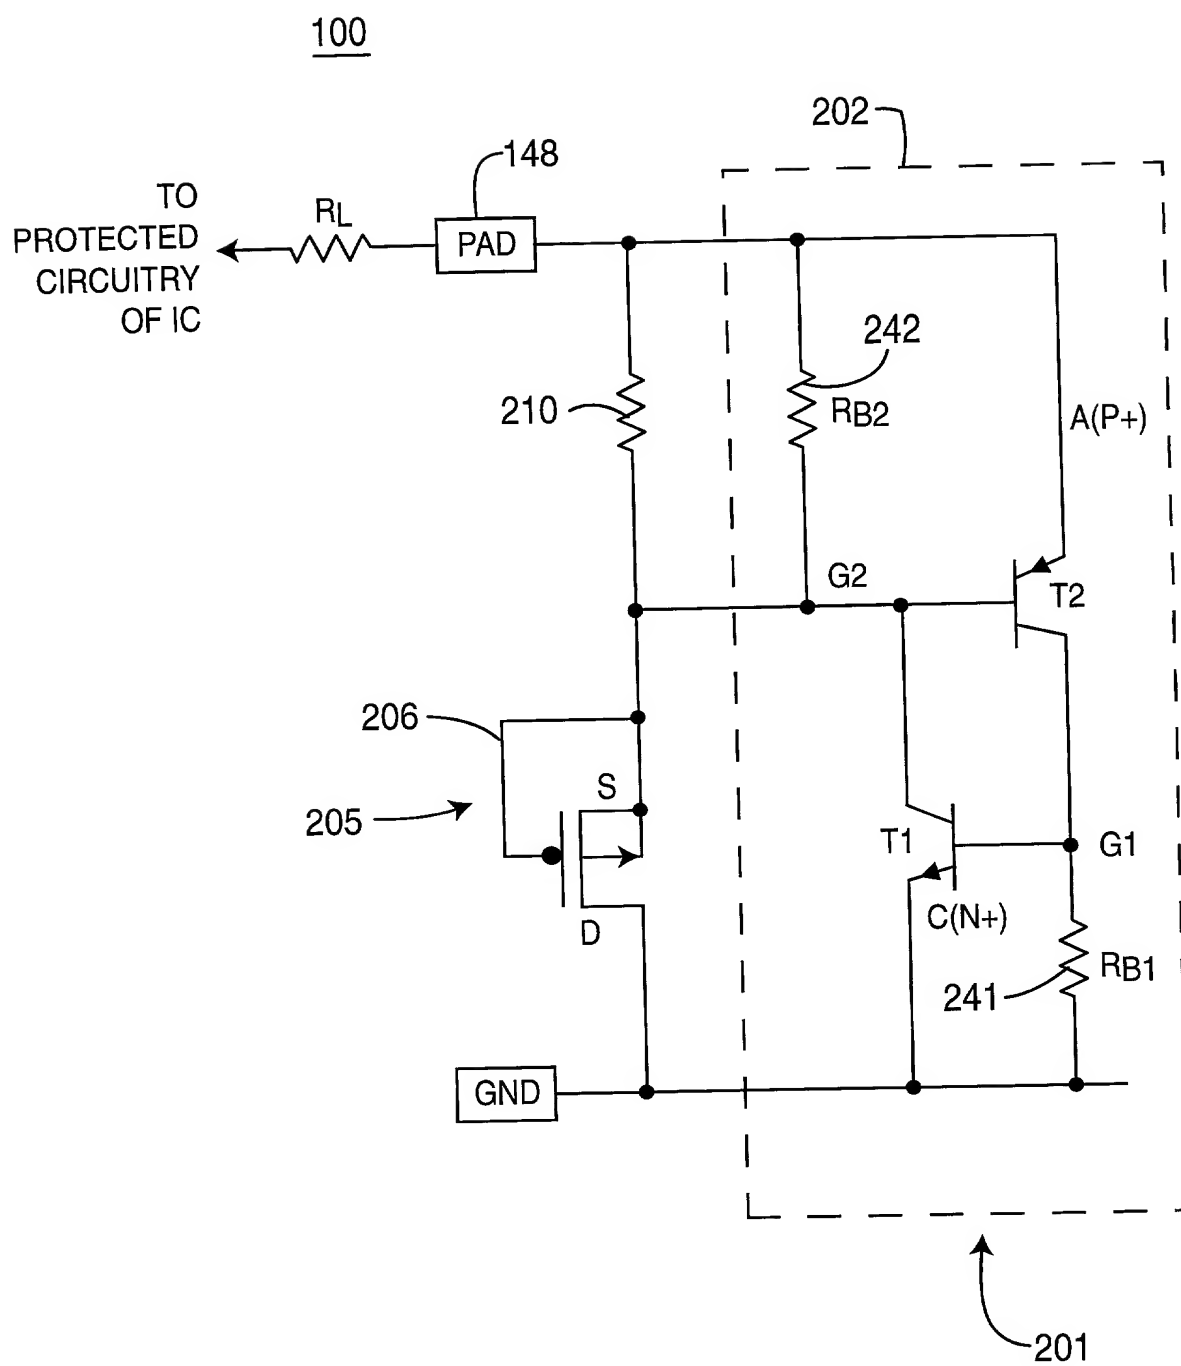 100
202
148
TO
PROTECTED
CIRCUITRY
OF IC
RL
PAD
242
210
RB2
A(P+)
G2
T2
206
S
205
T1
G1
D
C(N+)
RB1
241
GND
201